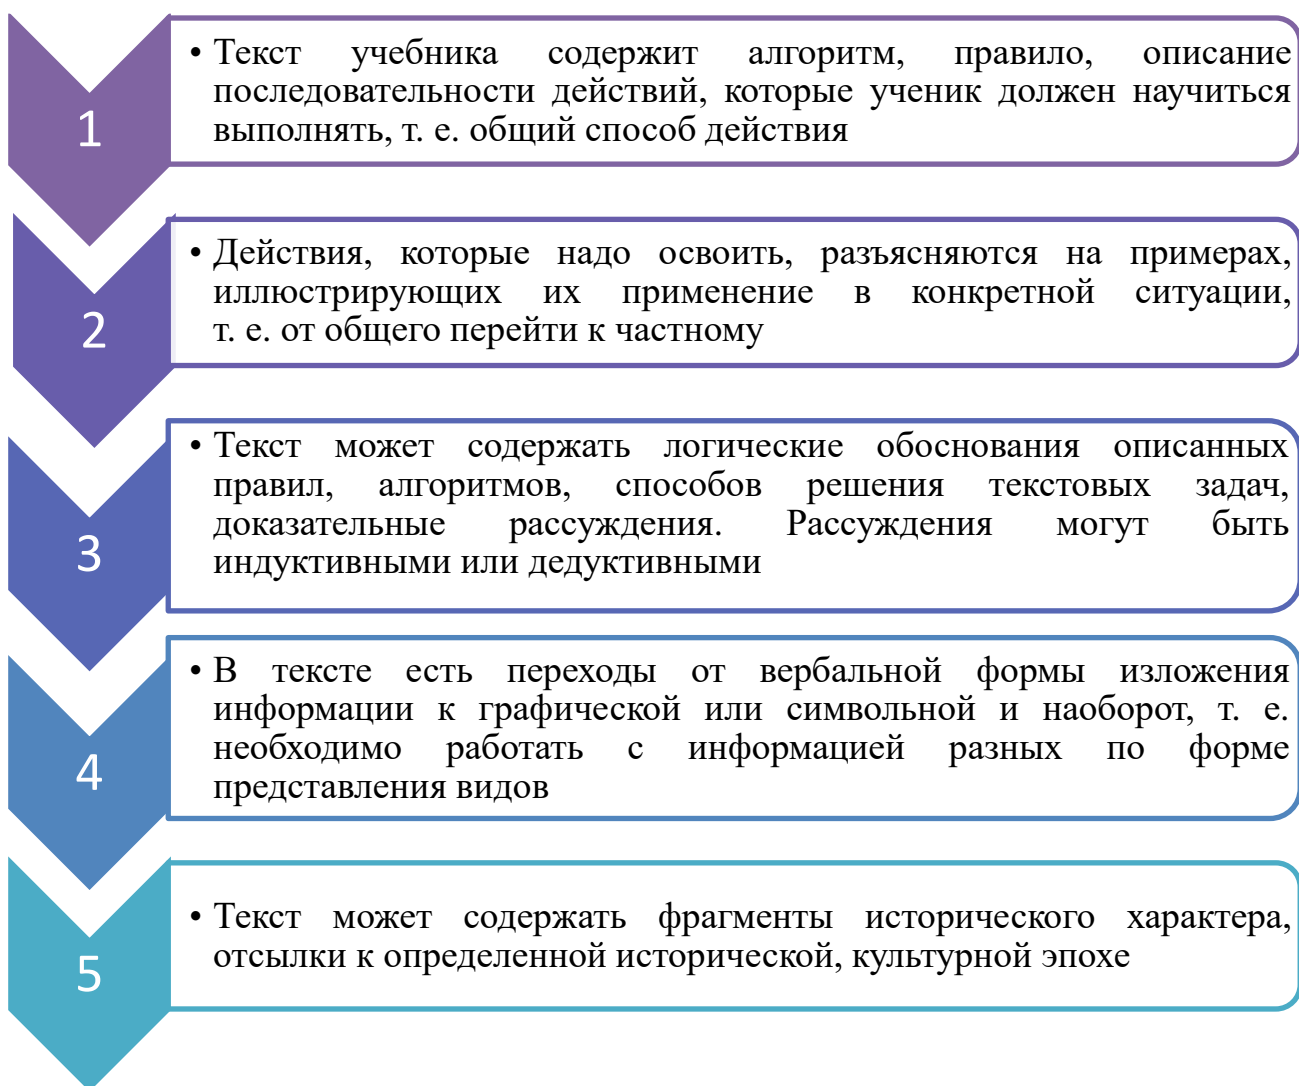 1
• Текст учебника содержит алгоритм, правило, описание
последовательности действий, которые ученик должен научиться
выполнять, т. е. общий способ действия
2
• Действия, которые надо освоить, разъясняются на примерах,
иллюстрирующих их применение в конкретной ситуации,
т. е. от общего перейти к частному
3
• Текст может содержать логические обоснования описанных
правил, алгоритмов, способов решения текстовых задач,
доказательные рассуждения. Рассуждения могут быть
индуктивными или дедуктивными
4
• В тексте есть переходы от вербальной формы изложения
информации к графической или символьной и наоборот, т. е.
необходимо работать с информацией разных по форме
представления видов
5
• Текст может содержать фрагменты исторического характера,
отсылки к определенной исторической, культурной эпохе